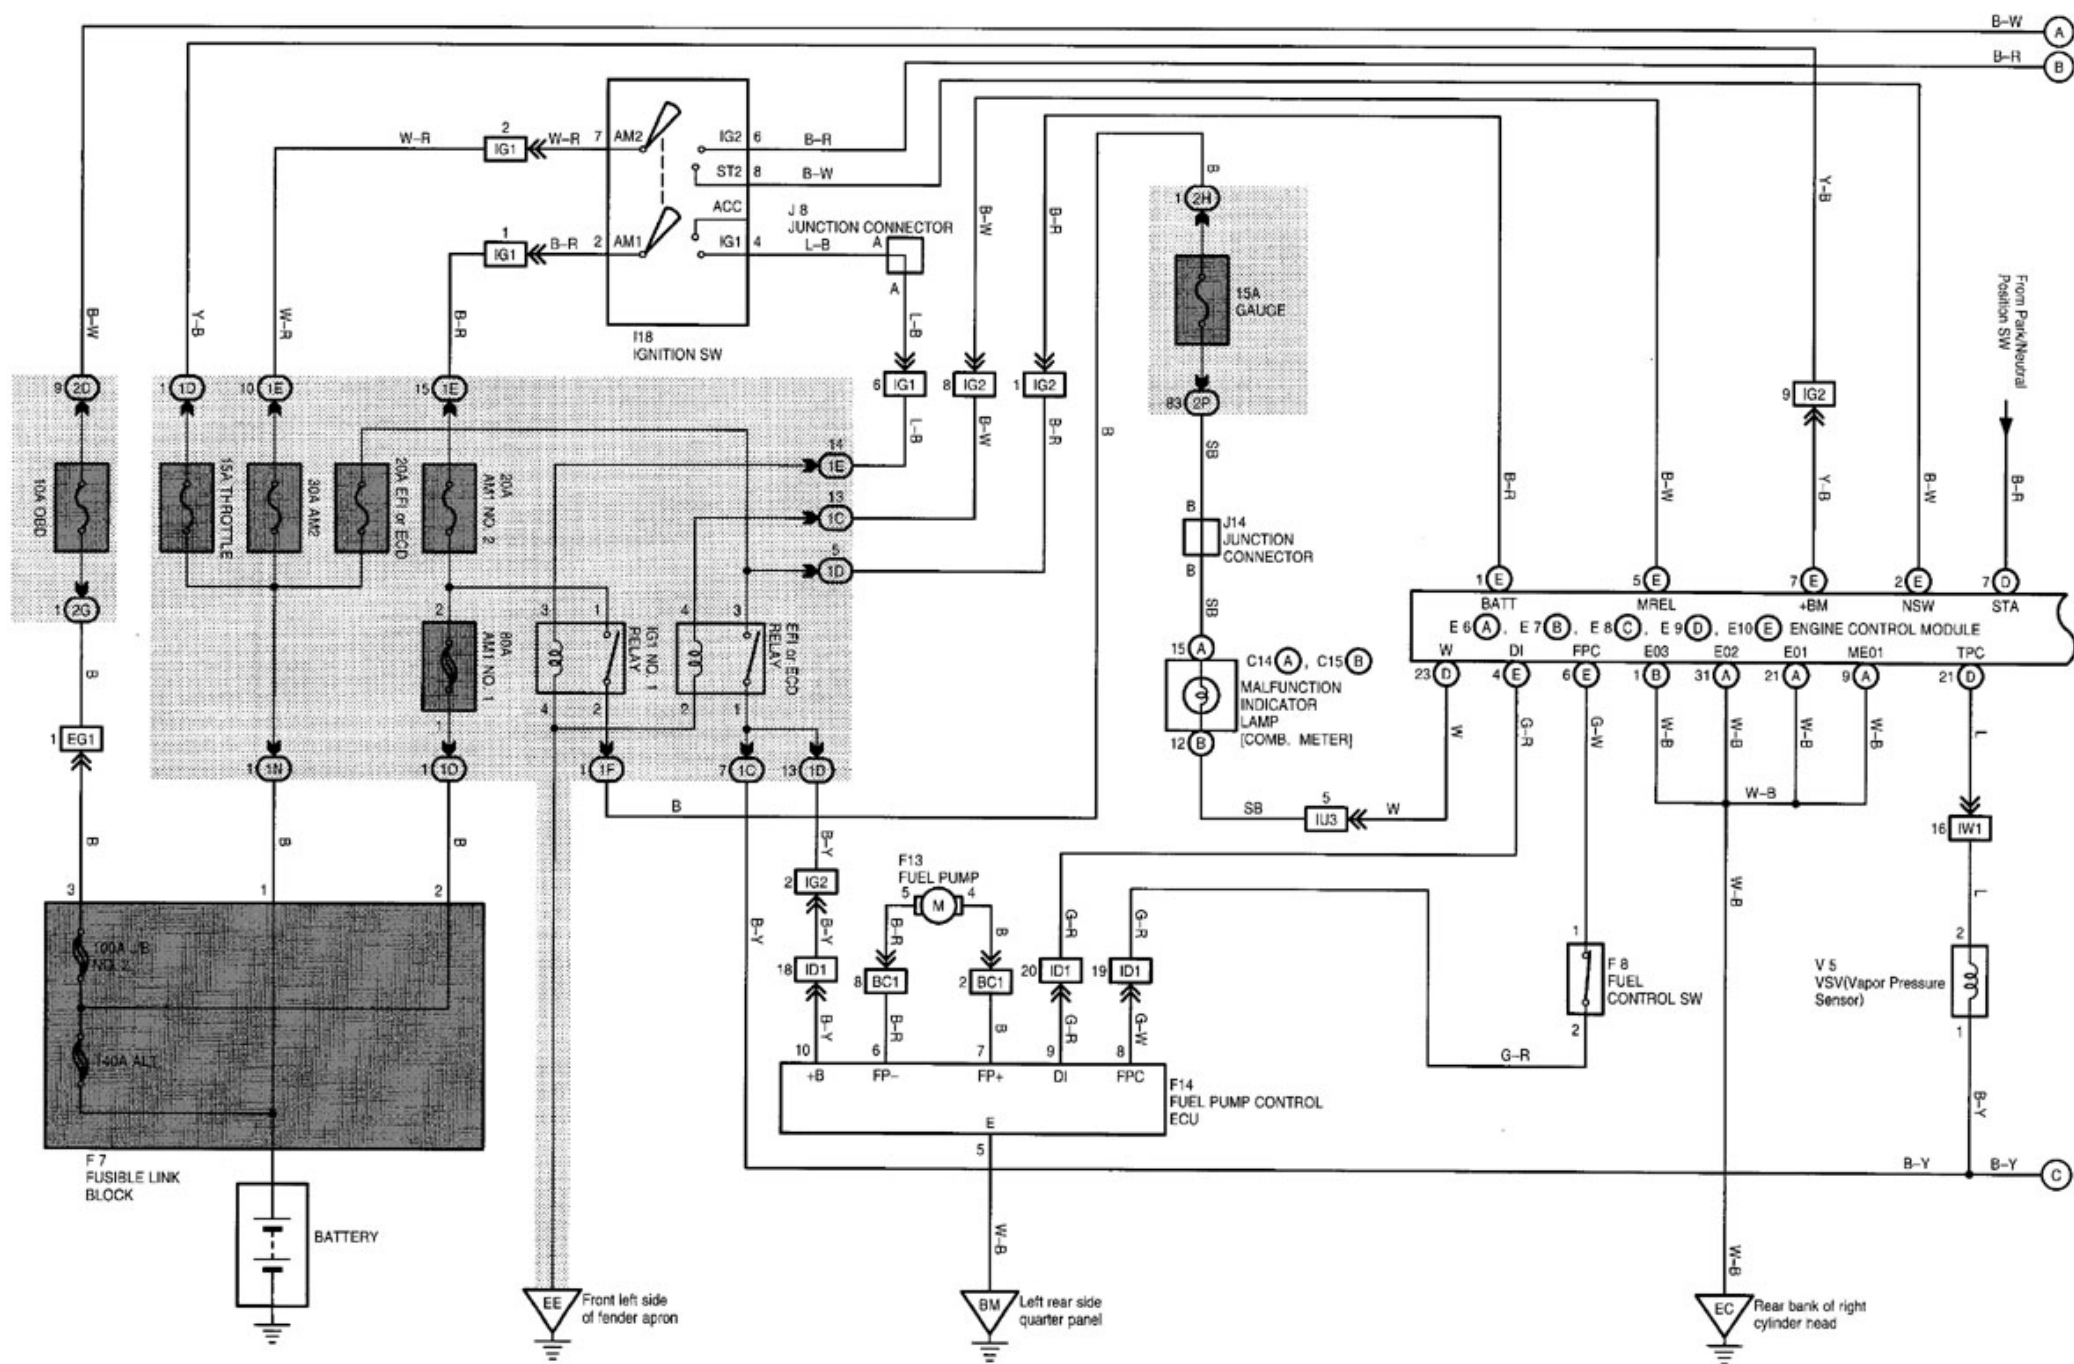 B–W
A
B–R
B
2
IG1
W–R
W–R
7
AM2
IG2
6
B–R
ST2
8
B–W
ACC
J 8
JUNCTION CONNECTOR
1
IG1
B–R
2
AM1
IG1
4
L–B
A
A
I18
IGNITION SW
B–W
Y–B
W–R
B–R
L–B
B–W
B–R
B
1
2H
15A
GAUGE
83
2P
Y–B
From Park/Neutral
Position SW
9
2D
1
1D
10
1E
15
1E
6
IG1
8
IG2
1
IG2
9
IG2
L–B
B–W
B–R
B
SB
10A OBD
15A THROTTLE
30A AM2
20A EFI or ECD
20A
AM1 NO. 2
14
1E
13
1C
5
1D
B
J14
JUNCTION
CONNECTOR
B
SB
B–R
B–W
Y–B
B–W
B–R
1
2G
2
80A
AM1 NO. 1
1
3
1
IG1 NO. 1
RELAY
4
2
4
3
EFI or ECD
RELAY
2
1
1
E
5
E
7
E
2
E
7
D
BATT
MREL
+BM
NSW
STA
E 6 A , E 7 B , E 8 C , E 9 D , E10 E ENGINE CONTROL MODULE
W
DI
FPC
E03
E02
E01
ME01
TPC
23
D
4
E
6
E
1
B
31
A
21
A
9
A
21
D
15
A
C14 A , C15 B
MALFUNCTION
INDICATOR
LAMP
[COMB. METER]
12
B
B
1
EG1
1
1N
1
1O
1
1F
7
1C
13
1D
W
G–R
G–W
W–B
W–B
W–B
W–B
L
W–B
B
B
B
B
SB
5
IU3
W
16
IW1
B–Y
2
IG2
F13
FUEL PUMP
5
M
4
3
1
2
100A J/B
NO. 2
140A ALT
F 7
FUSIBLE LINK
BLOCK
B–Y
B–Y
B–R
B
G–R
G–R
W–B
L
18
ID1
8
BC1
2
BC1
20
ID1
19
ID1
B–Y
B–R
B
G–R
G–W
10
6
7
9
8
+B
FP–
FP+
DI
FPC
E
F14
FUEL PUMP CONTROL
ECU
5
1
F 8
FUEL
CONTROL SW
2
G–R
2
V 5
VSV(Vapor Pressure
Sensor)
1
B–Y
B–Y
B–Y
C
BATTERY
W–B
W–B
EE
Front left side
of fender apron
BM
Left rear side
quarter panel
EC
Rear bank of right
cylinder head